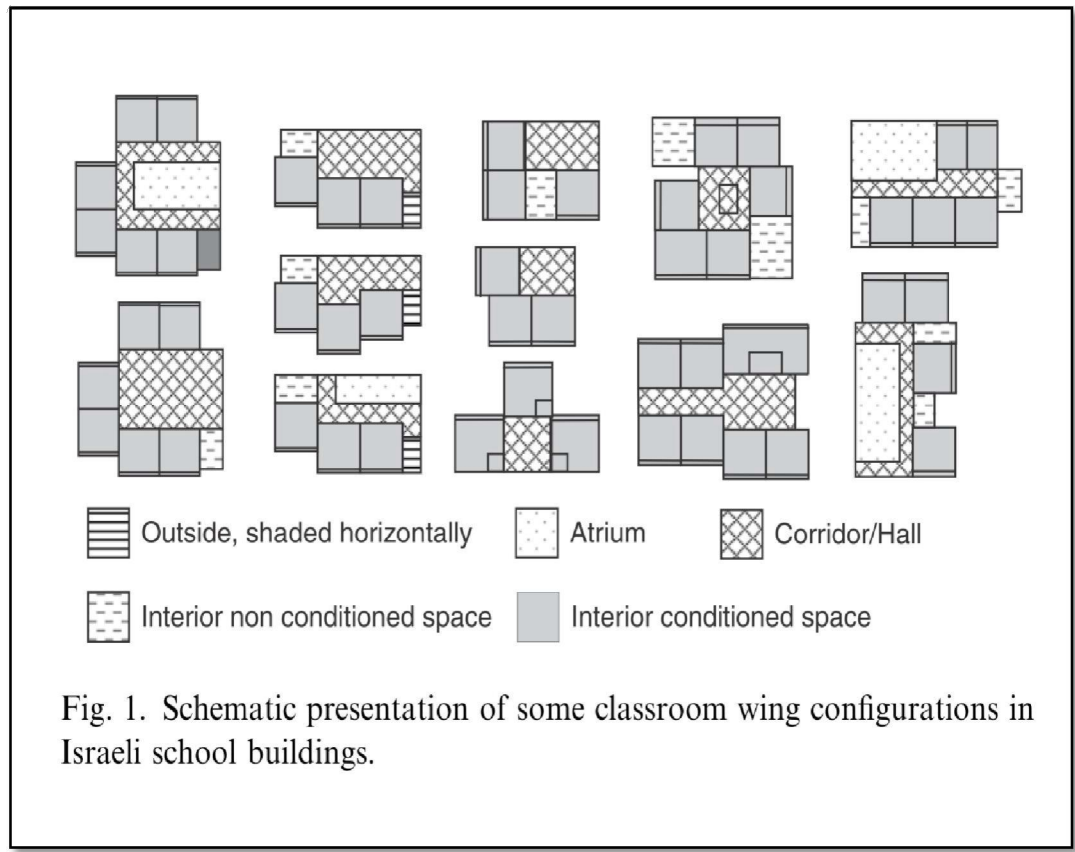 Outside, shaded horizontally
Atrium
Corridor/Hall
Interior non conditioned space
Interior conditioned space
Fig. 1. Schematic presentation of some classroom wing configurations in
Israeli school buildings.